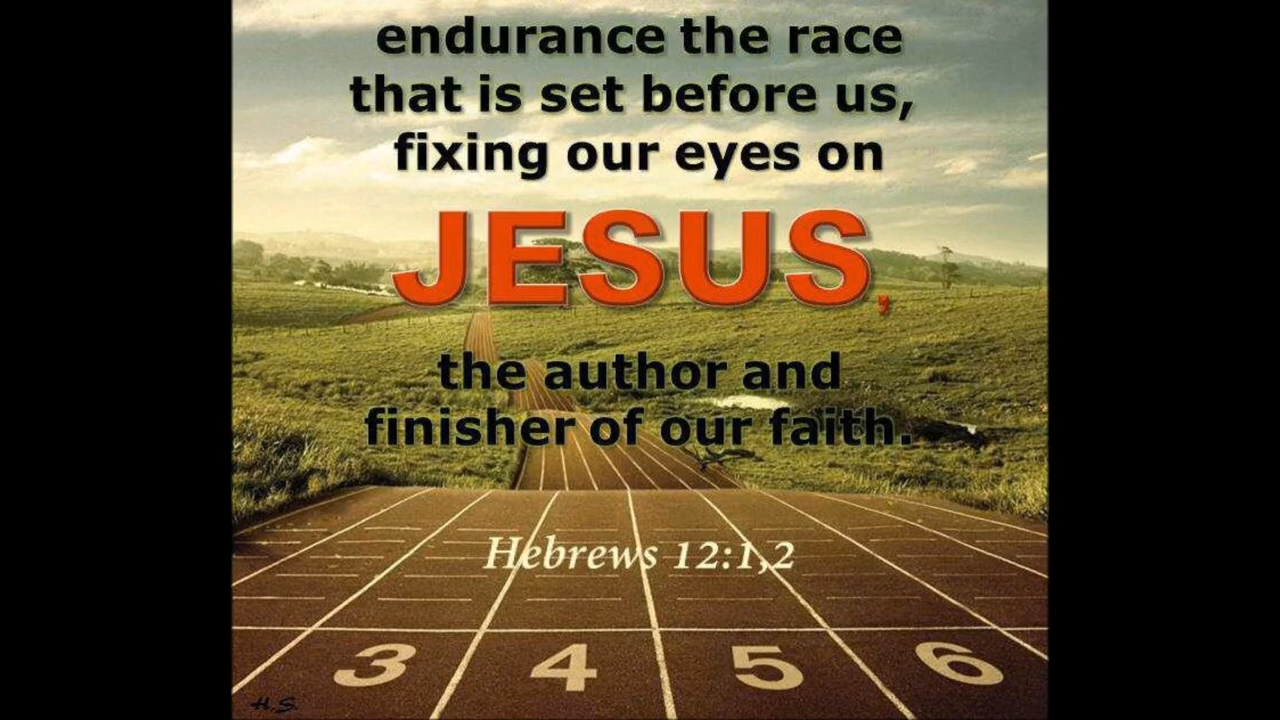 endurance the race
that is set before us,
fixing our eyes on
JESUS,
the author and
finisher of our faith.
Hebrews 12:1,2
3 4 5 6
H.S.